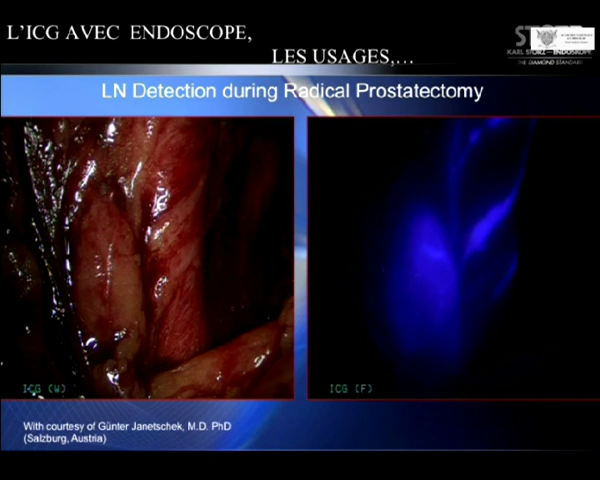 L'ICG AVEC ENDOSCOPE,
LES USAGES,...
STORZ
KARL STORZ — ENDOSKOPE
THE DIAMOND STANDARD
LN Detection during Radical Prostatectomy
ICG (W)
ICG (F)
With courtesy of Günter Janetschek, M.D. PhD
(Salzburg, Austria)